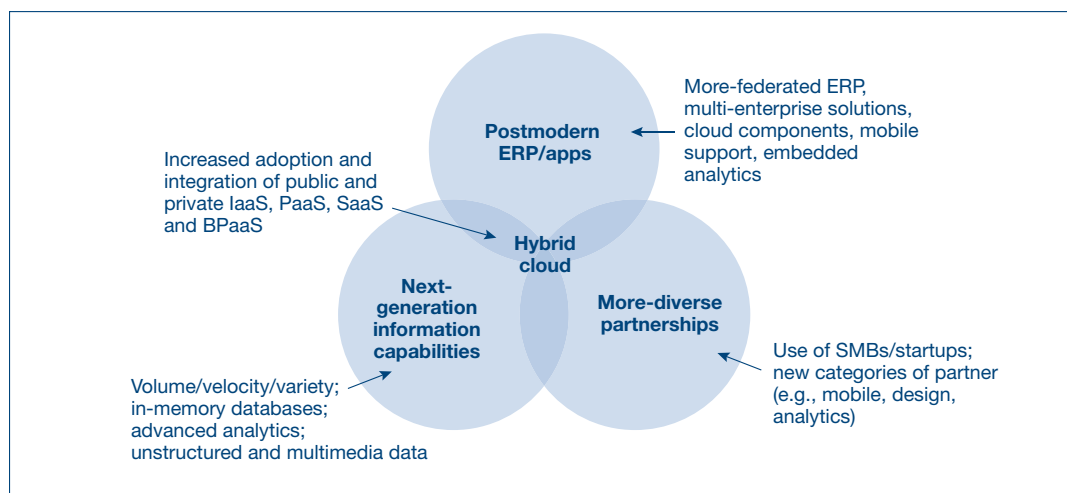 Postmodern
ERP/apps
More-federated ERP,
multi-enterprise solutions,
cloud components, mobile
support, embedded
analytics
Increased adoption and
integration of public and
private IaaS, PaaS, SaaS
and BPaaS
Hybrid
cloud
Next-
generation
information
capabilities
More-diverse
partnerships
Volume/velocity/variety;
in-memory databases;
advanced analytics;
unstructured and multimedia data
Use of SMBs/startups;
new categories of partner
(e.g., mobile, design,
analytics)